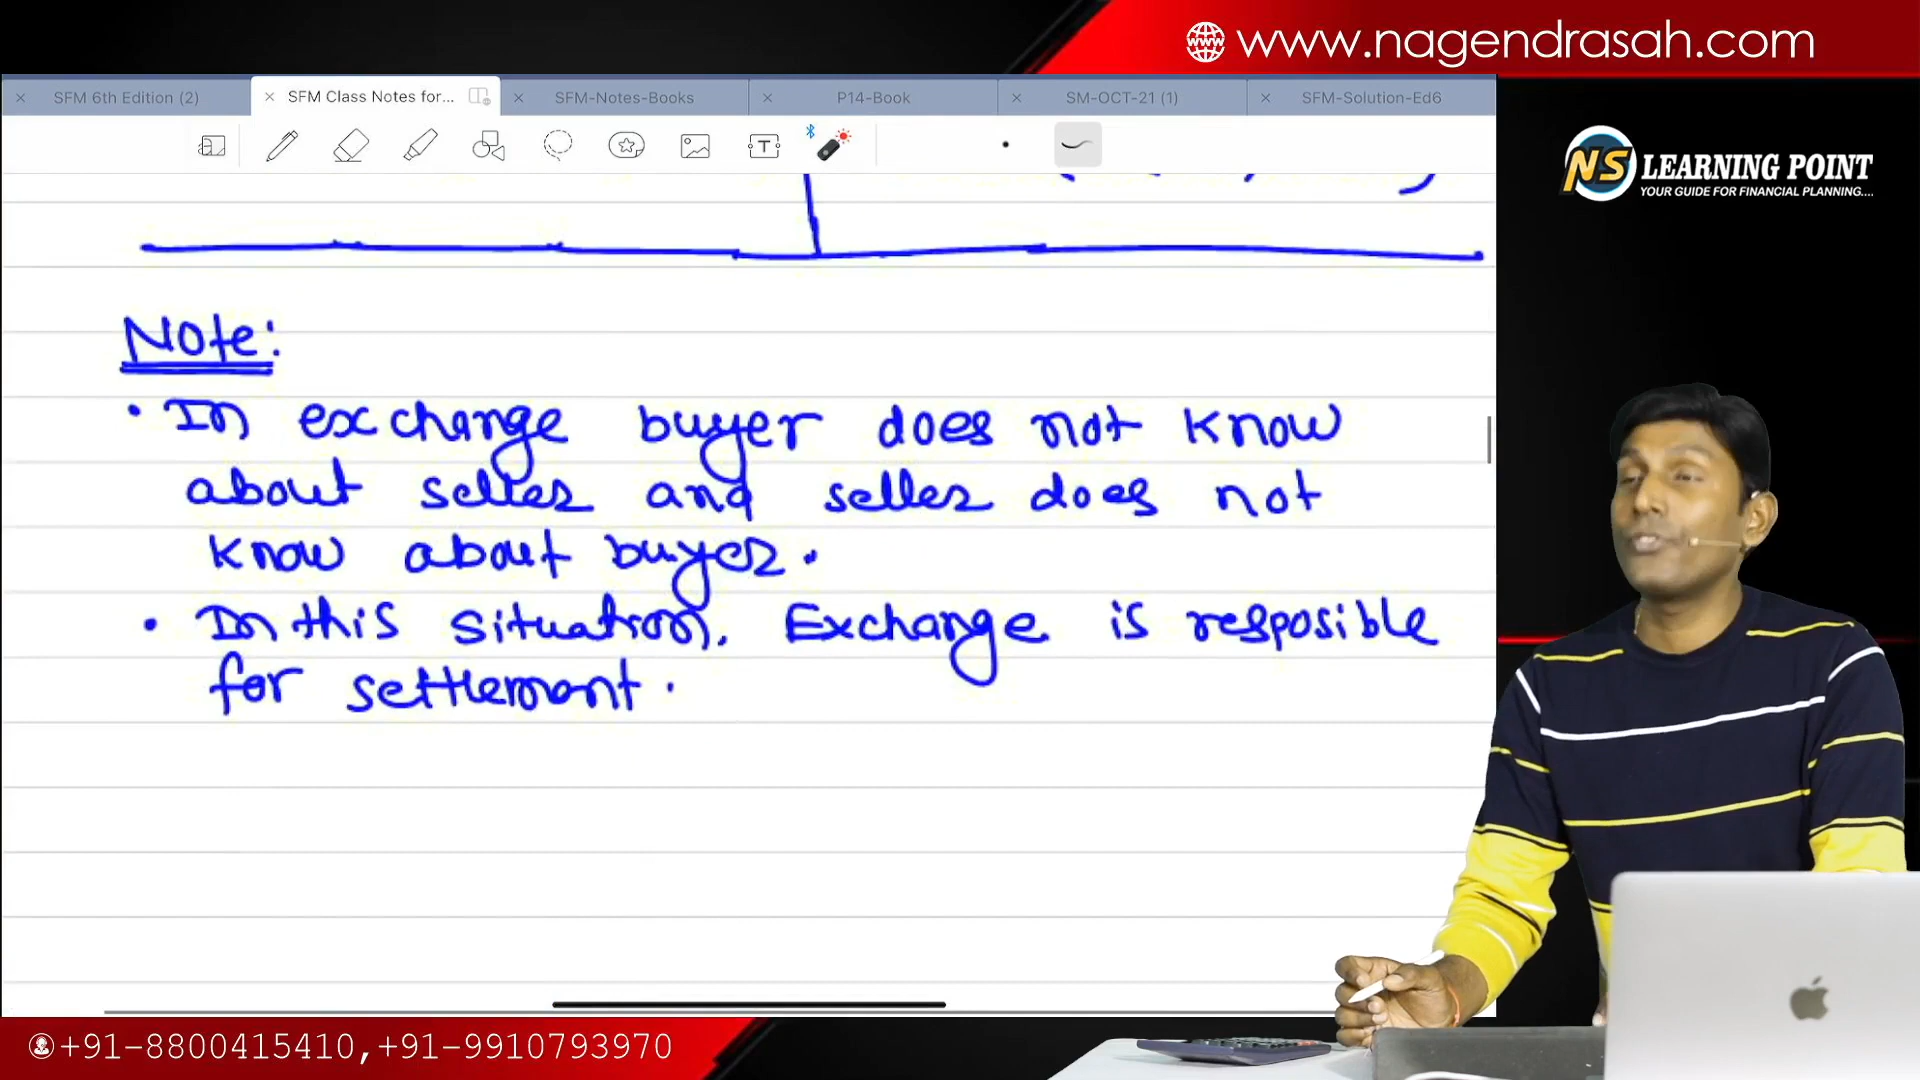 www.nagendrasah.com
SFM 6th Edition (2)
SFM Class Notes for...
SFM-Notes-Books
P14-Book
SM-OCT-21 (1)
SFM-Solution-Ed6
NS LEARNING POINT
YOUR GUIDE FOR FINANCIAL PLANNING....
Note:
• In exchange buyer does not know
about seller and seller does not
know about buyer.
• In this situation. Exchange is resposible
for settlement.
+91-8800415410,+91-9910793970